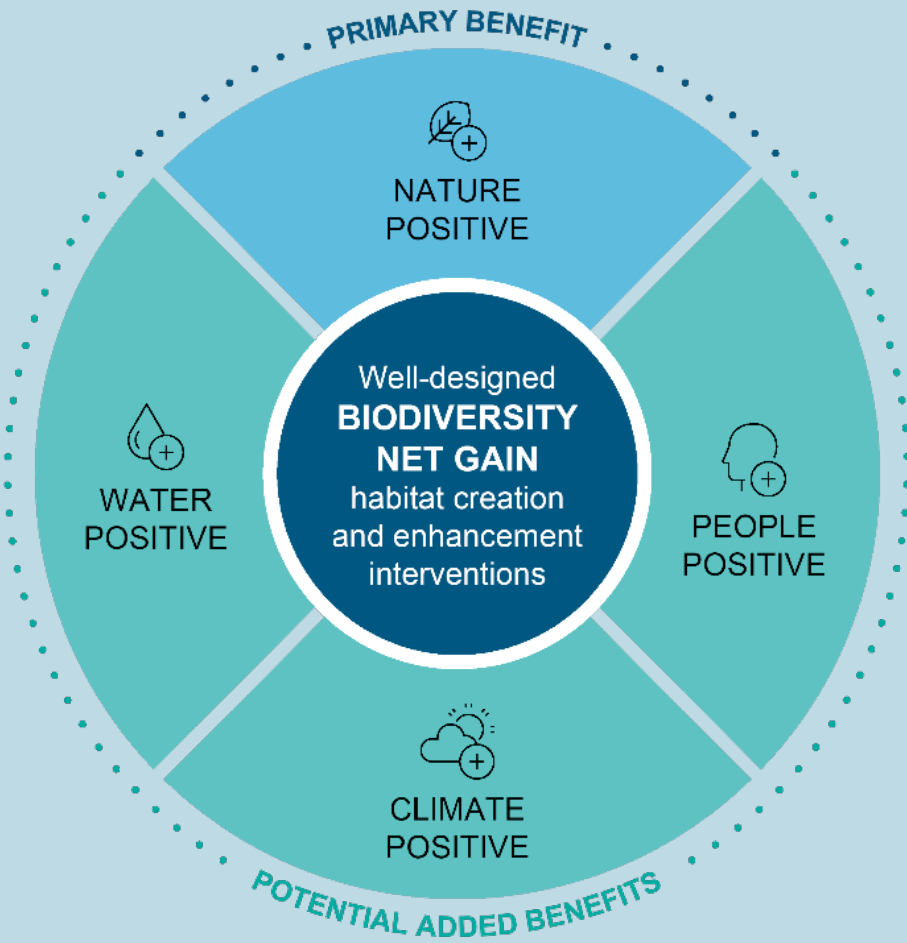 PRIMARY BENEFIT
NATURE
POSITIVE
Well-designed
BIODIVERSITY
NET GAIN
habitat creation
and enhancement
interventions
WATER
POSITIVE
PEOPLE
POSITIVE
CLIMATE
POSITIVE
POTENTIAL ADDED BENEFITS